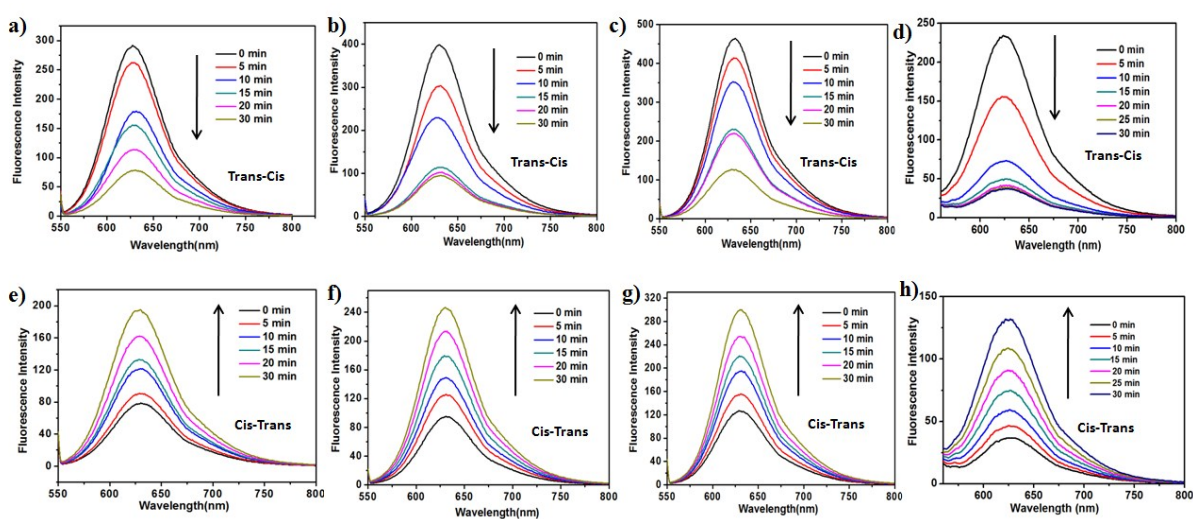 a)
Fluorescence Intensity
300
250
200
150
100
50
0
550
600
650
700
750
800
Wavelength(nm)
0 min
5 min
10 min
15 min
20 min
30 min
Trans-Cis
b)
Fluorescence Intensity
400
300
200
100
0
550
600
650
700
750
800
Wavelength(nm)
0 min
5 min
10 min
15 min
20 min
30 min
Trans-Cis
c)
Fluorescence Intensity
500
400
300
200
100
0
550
600
650
700
750
800
Wavelength(nm)
0 min
5 min
10 min
15 min
20 min
30 min
Trans-Cis
d)
Fluorescence intensity
250
200
150
100
50
0
600
650
700
750
800
Wavelength (nm)
0 min
5 min
10 min
15 min
20 min
25 min
30 min
Trans-Cis
e)
Fluorescence Intensity
200
160
120
80
40
0
550
600
650
700
750
800
Wavelength(nm)
0 min
5 min
10 min
15 min
20 min
30 min
Cis-Trans
f)
Fluorescence Intensity
240
200
160
120
80
40
0
550
600
650
700
750
800
Wavelength(nm)
0 min
5 min
10 min
15 min
20 min
30 min
Cis-Trans
g)
Fluorescence Intensity
320
280
240
200
160
120
80
40
0
550
600
650
700
750
800
Wavelength(nm)
0 min
5 min
10 min
15 min
20 min
30 min
Cis-Trans
h)
Fluorescence intensity
150
100
50
0
600
650
700
750
800
Wavelength (nm)
0 min
5 min
10 min
15 min
20 min
25 min
30 min
Cis-Trans